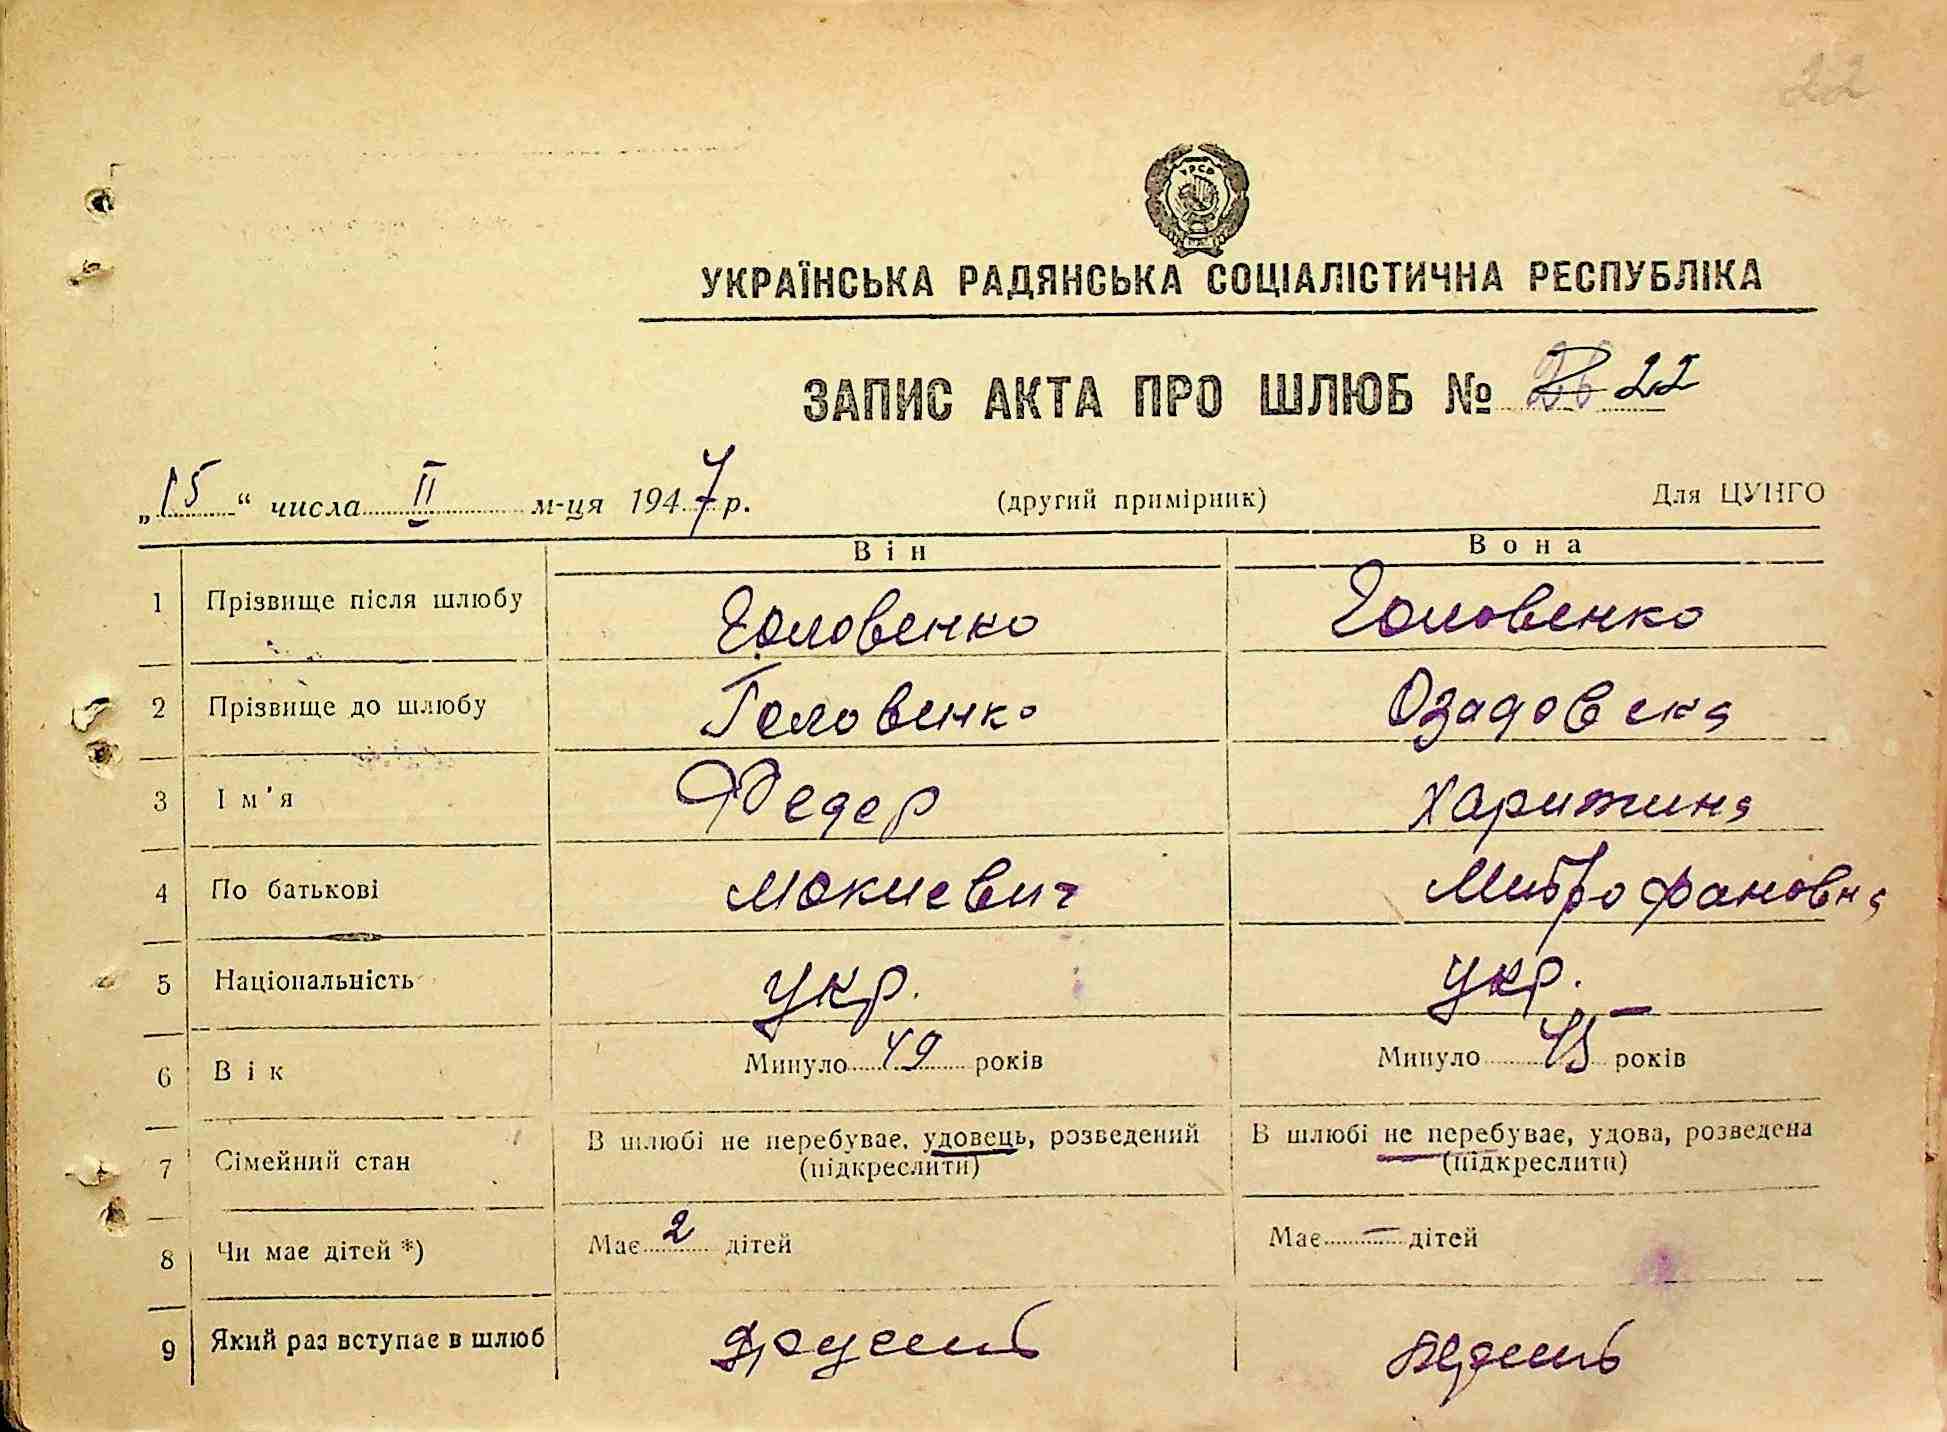 22
УРСР
УКРАЇНСЬКА РАДЯНСЬКА СОЦІАЛІСТИЧНА РЕСПУБЛІКА
ЗАПИС АКТА ПРО ШЛЮБ № 22
„15“ числа II м-ця 1947 р. (другий примірник) Для ЦУНГО
Він Вона
1 Прізвище після шлюбу Головенко Головенко
2 Прізвище до шлюбу Головенко Озадовска
3 Ім'я Федер Харитина
4 По батькові Мокиевич Митрофановна
5 Національність укр. укр.
6 Вік Минуло 49 років Минуло 45 років
7 Сімейний стан В шлюбі не перебуває, удовець, розведений В шлюбі не перебуває, удова, розведена
(підкреслити) (підкреслити)
8 Чи має дітей *) Має 2 дітей Має – дітей
9 Який раз вступає в шлюб